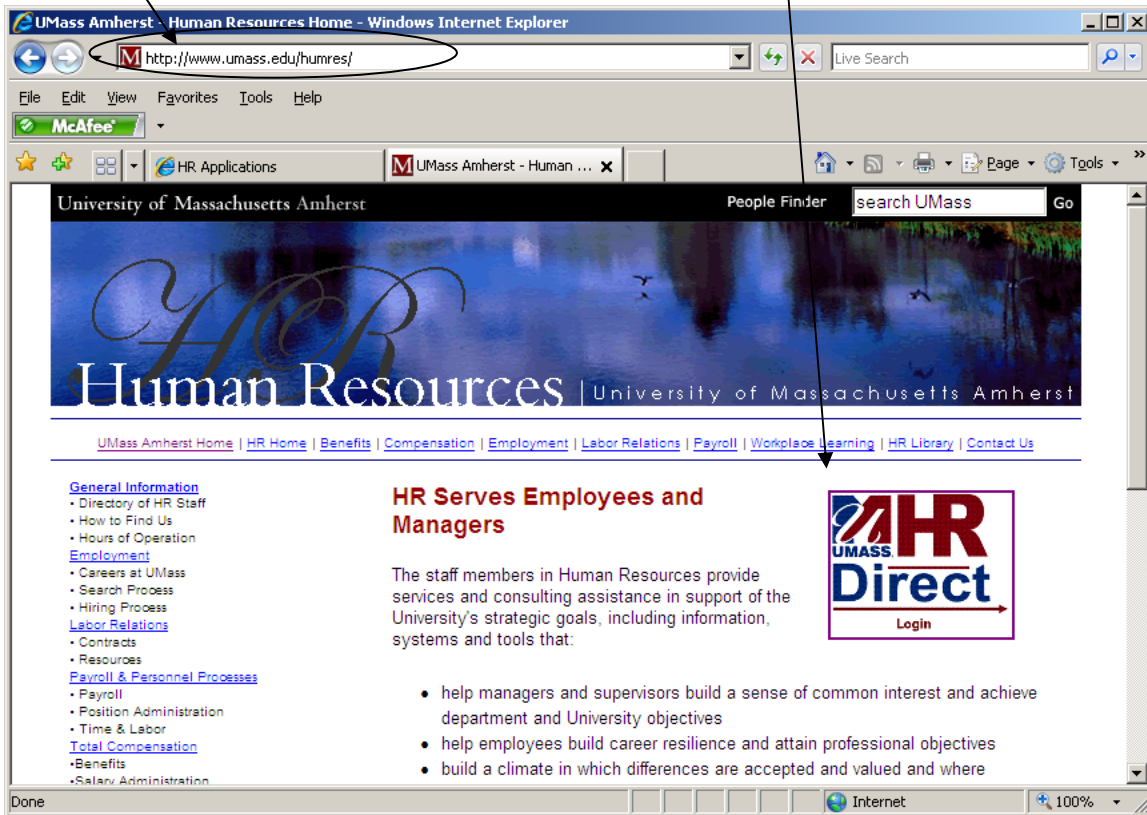 UMass Amherst - Human Resources Home - Windows Internet Explorer
M http://www.umass.edu/humres/
Live Search
File Edit View Favorites Tools Help
McAfee
HR Applications
M UMass Amherst - Human ...
Page Tools
University of Massachusetts Amherst
People Finder search UMass Go
HR
Human Resources | University of Massachusetts Amherst
UMass Amherst Home | HR Home | Benefits | Compensation | Employment | Labor Relations | Payroll | Workplace Learning | HR Library | Contact Us
General Information
• Directory of HR Staff
• How to Find Us
• Hours of Operation
Employment
• Careers at UMass
• Search Process
• Hiring Process
Labor Relations
• Contracts
• Resources
Payroll & Personnel Processes
• Payroll
• Position Administration
• Time & Labor
Total Compensation
•Benefits
•Salary Administration
HR Serves Employees and
Managers
The staff members in Human Resources provide
services and consulting assistance in support of the
University's strategic goals, including information,
systems and tools that:
• help managers and supervisors build a sense of common interest and achieve
department and University objectives
• help employees build career resilience and attain professional objectives
• build a climate in which differences are accepted and valued and where
UMASS HR
Direct
Login
Done
Internet
100%